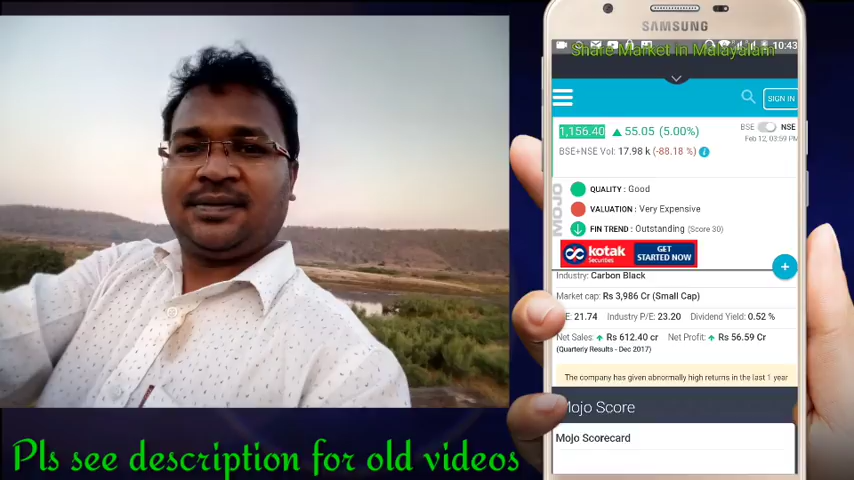 SAMSUNG
10:43
Share Market in Malayalam
SIGN IN
1,156.40 ▲ 55.05 (5.00%)
BSE NSE
Feb 12, 03:59 PM
BSE+NSE Vol: 17.98 k (-88.18 %)
MOJO
QUALITY : Good
VALUATION : Very Expensive
FIN TREND : Outstanding (Score 30)
kotak Securities GET STARTED NOW
Industry: Carbon Black
Market cap: Rs 3,986 Cr (Small Cap)
E: 21.74 Industry P/E: 23.20 Dividend Yield: 0.52 %
Net Sales: Rs 612.40 cr Net Profit: Rs 56.59 Cr
(Quarterly Results - Dec 2017)
The company has given abnormally high returns in the last 1 year
Mojo Score
Mojo Scorecard
Pls see description for old videos